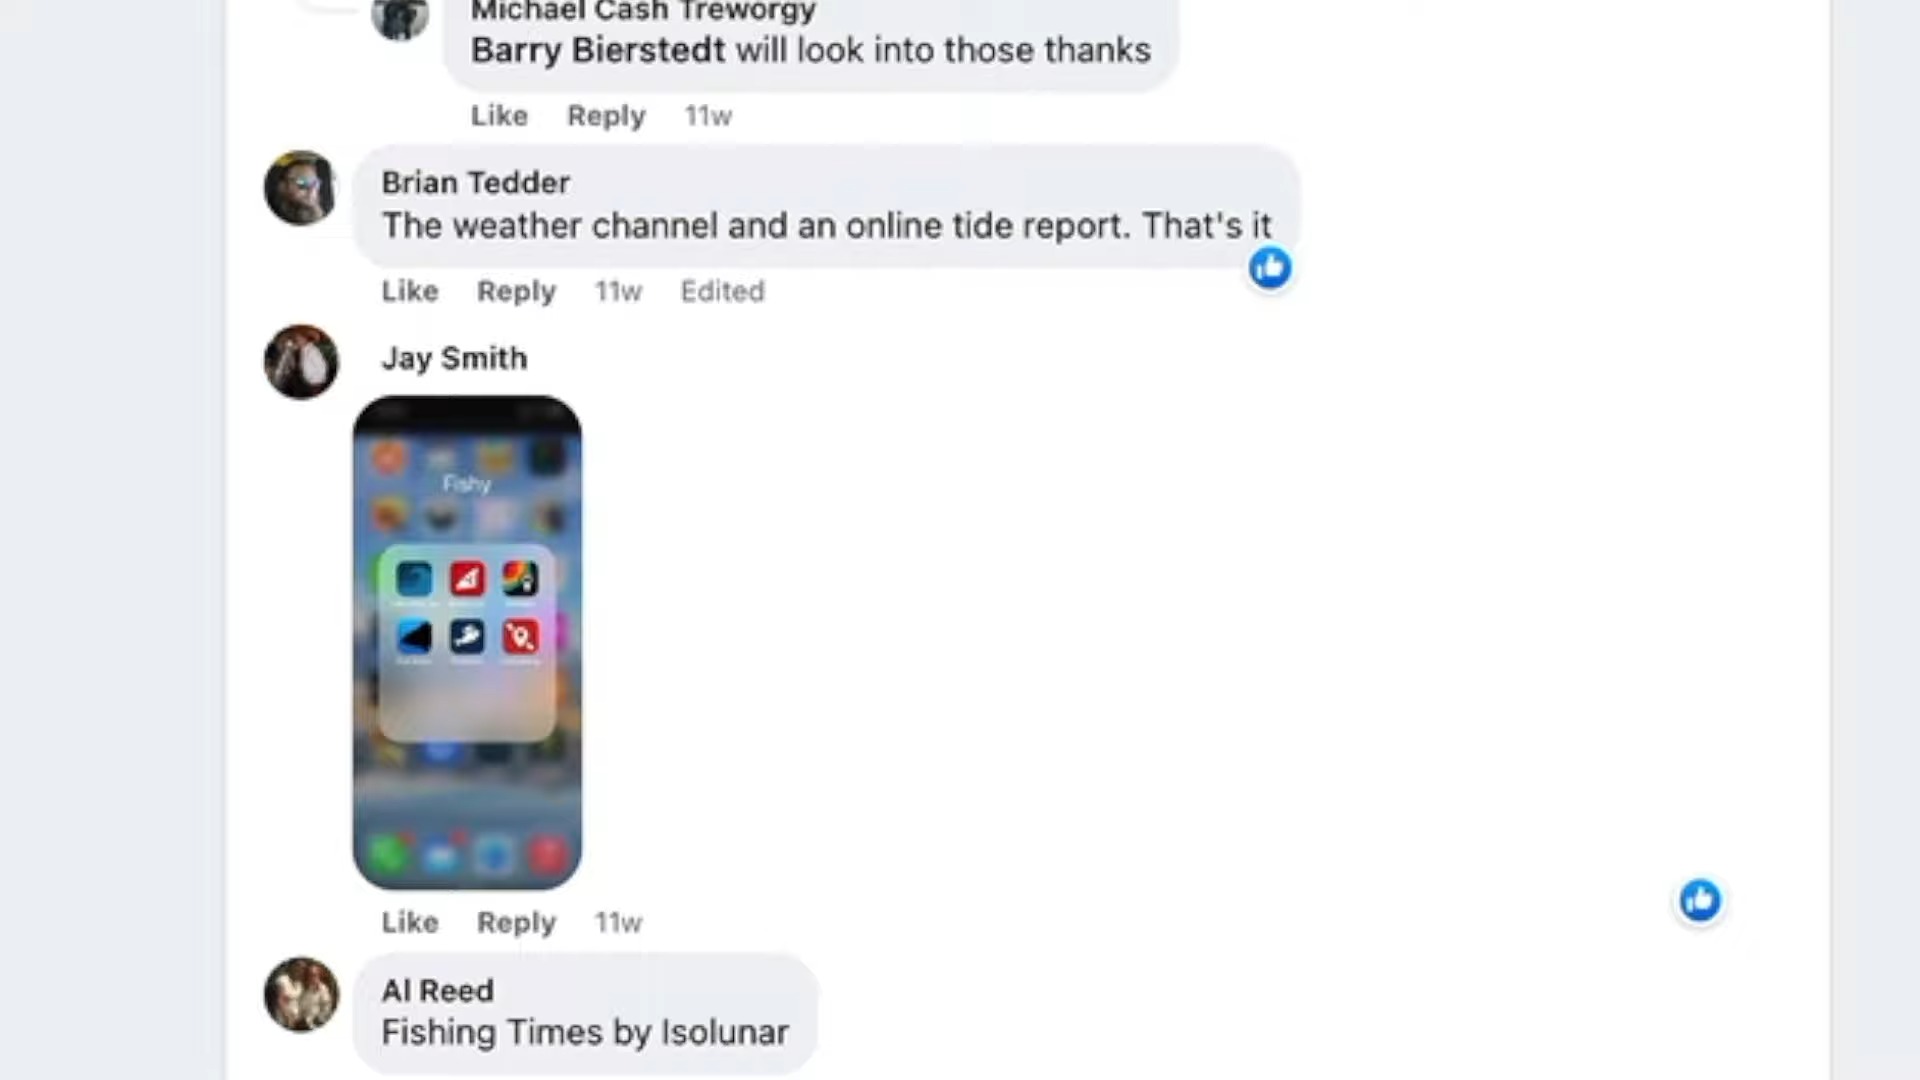 Michael Cash Treworgy
Barry Bierstedt will look into those thanks
Like Reply 11w
Brian Tedder
The weather channel and an online tide report. That's it
Like Reply 11w Edited
Jay Smith
Fishy
Like Reply 11w
Al Reed
Fishing Times by Isolunar